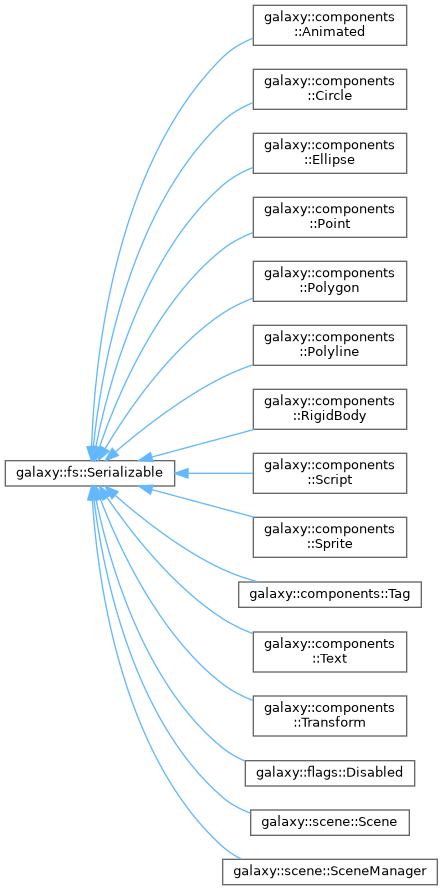 galaxy::components
::Animated
galaxy::components
::Circle
galaxy::components
::Ellipse
galaxy::components
::Point
galaxy::components
::Polygon
galaxy::components
::Polyline
galaxy::components
::RigidBody
galaxy::fs::Serializable
galaxy::components
::Script
galaxy::components
::Sprite
galaxy::components::Tag
galaxy::components
::Text
galaxy::components
::Transform
galaxy::flags::Disabled
galaxy::scene::Scene
galaxy::scene::SceneManager